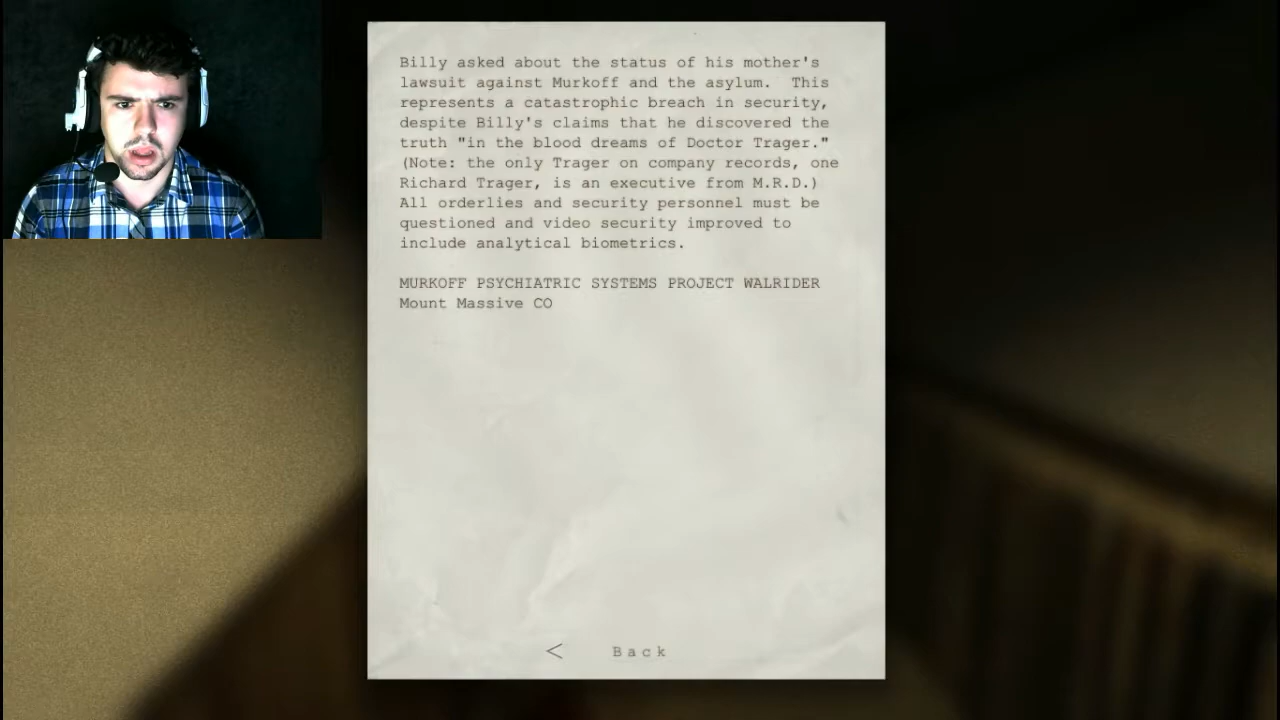 Billy asked about the status of his mother's
lawsuit against Murkoff and the asylum.  This
represents a catastrophic breach in security,
despite Billy's claims that he discovered the
truth "in the blood dreams of Doctor Trager."
(Note: the only Trager on company records, one
Richard Trager, is an executive from M.R.D.)
All orderlies and security personnel must be
questioned and video security improved to
include analytical biometrics.
MURKOFF PSYCHIATRIC SYSTEMS PROJECT WALRIDER
Mount Massive CO
< Back